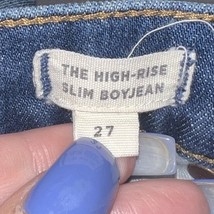 THE HIGH-RISE
SLIM BOYJEAN
27